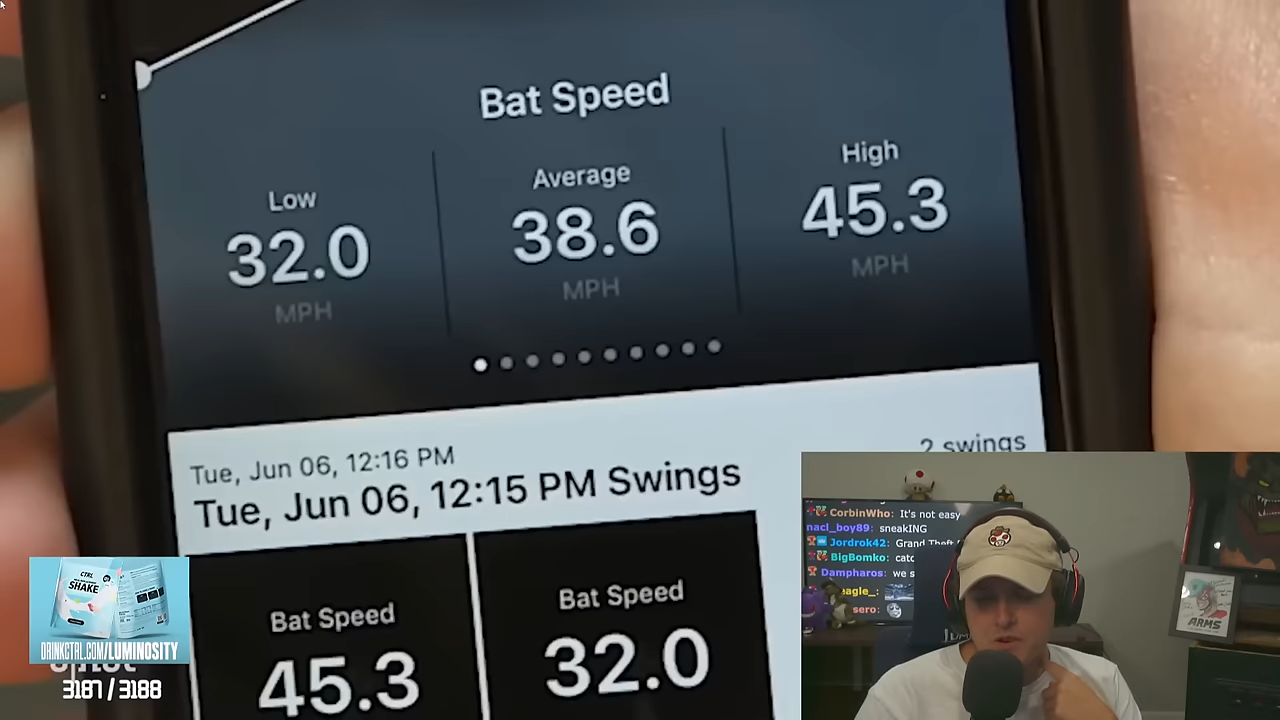 Bat Speed
Low
32.0
MPH
Average
38.6
MPH
High
45.3
MPH
Tue, Jun 06, 12:16 PM
2 swings
Tue, Jun 06, 12:15 PM Swings
Bat Speed
45.3
Bat Speed
32.0
CTRL
SHAKE
DRINKCTRL.COM/LUMINOSITY
3187 / 3188
CorbinWho: It's not easy
nacl_boy89: sneakING
Jordrok42: Grand Theft
BigBomko: catc
Dampharos: we s
eagle_:
sero:
ARMS